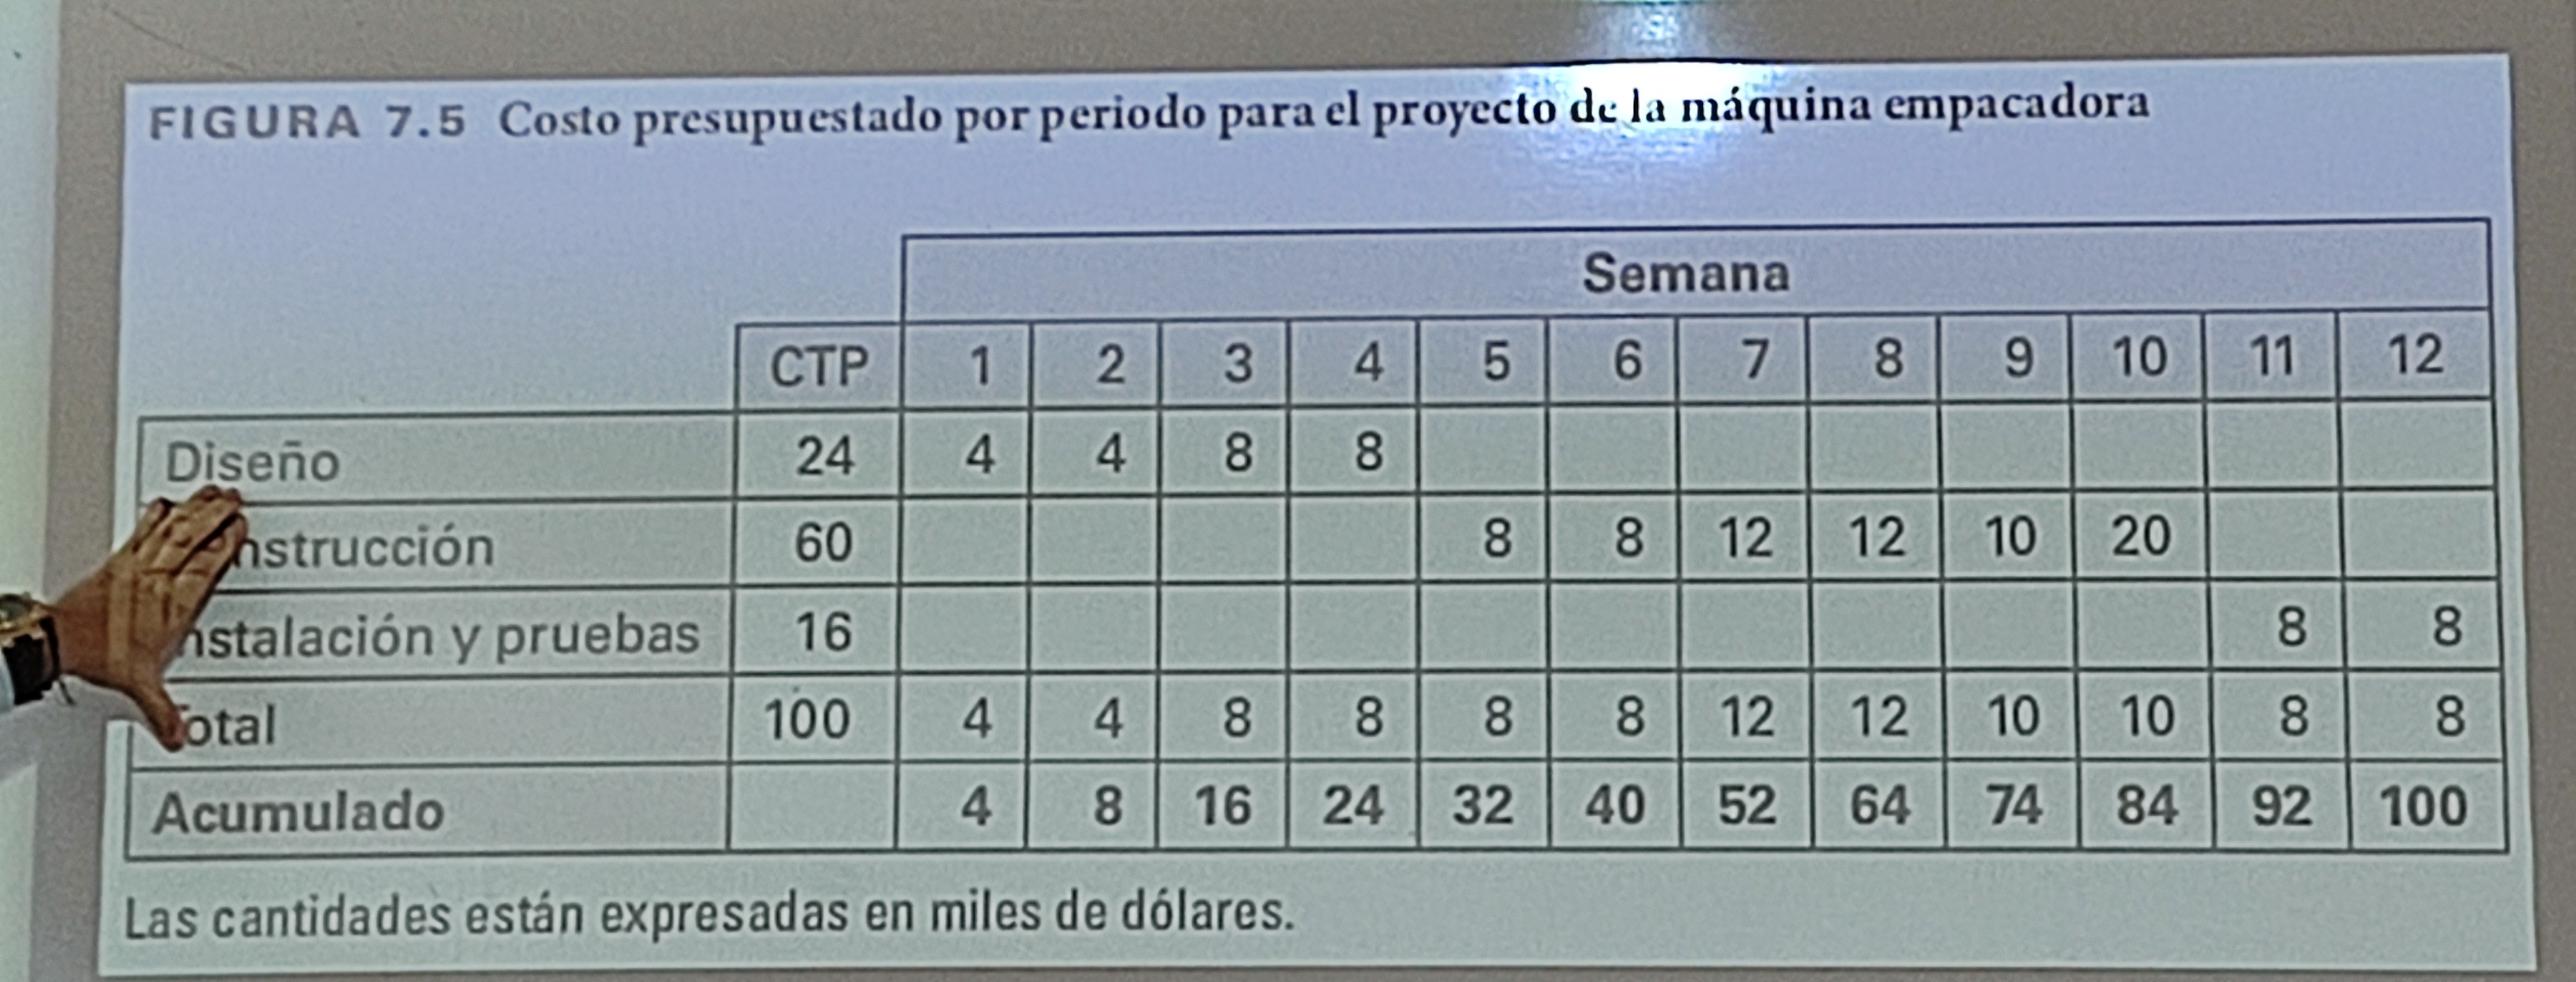 FIGURA 7.5 Costo presupuestado por periodo para el proyecto de la máquina empacadora
Semana
CTP 1 2 3 4 5 6 7 8 9 10 11 12
Diseño 24 4 4 8 8
nstrucción 60 8 8 12 12 10 20
nstalación y pruebas 16 8 8
otal 100 4 4 8 8 8 8 12 12 10 10 8 8
Acumulado 4 8 16 24 32 40 52 64 74 84 92 100
Las cantidades están expresadas en miles de dólares.